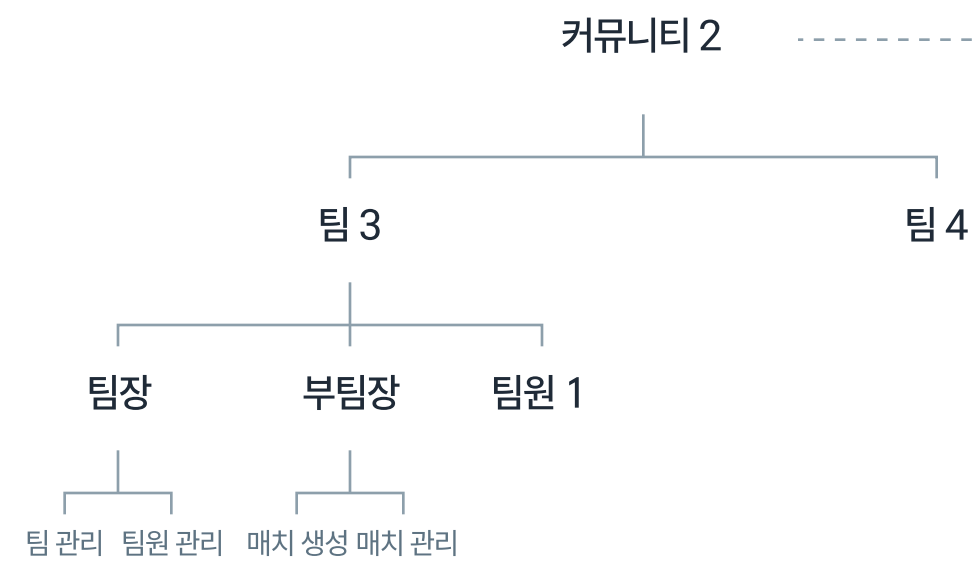 커뮤니티 2
팀 3
팀 4
팀장
부팀장
팀원 1
팀 관리
팀원 관리
매치 생성
매치 관리